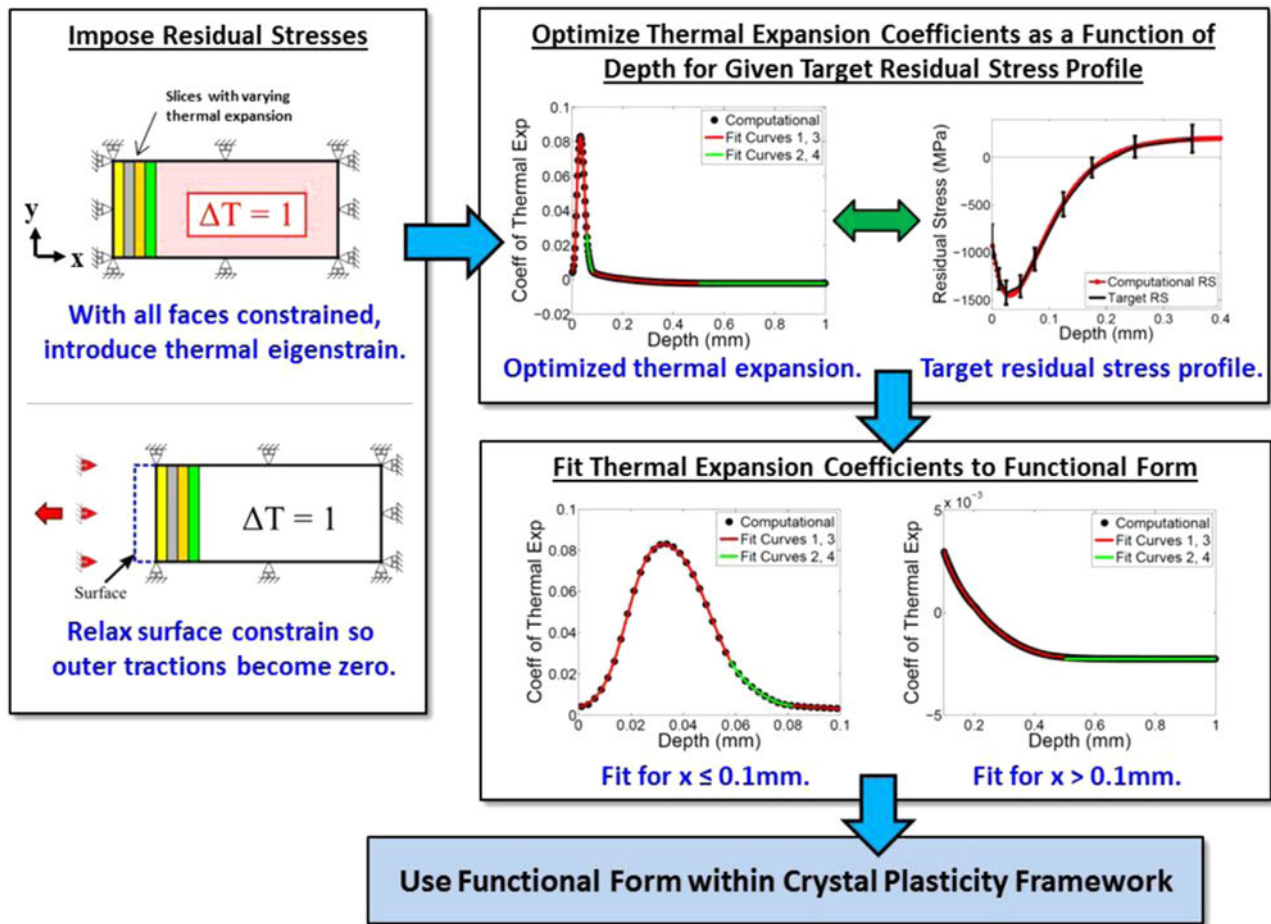 Impose Residual Stresses
Slices with varying
thermal expansion
ΔT = 1
y
x
With all faces constrained,
introduce thermal eigenstrain.
ΔT = 1
Surface
Relax surface constrain so
outer tractions become zero.
Optimize Thermal Expansion Coefficients as a Function of
Depth for Given Target Residual Stress Profile
Coeff of Thermal Exp
0.1
0.08
0.06
0.04
0.02
0
−0.02
Computational
Fit Curves 1, 3
Fit Curves 2, 4
0 0.2 0.4 0.6 0.8 1
Depth (mm)
Optimized thermal expansion.
Residual Stress (MPa)
0
−500
−1000
−1500
Computational RS
Target RS
0 0.1 0.2 0.3 0.4
Depth (mm)
Target residual stress profile.
Fit Thermal Expansion Coefficients to Functional Form
Coeff of Thermal Exp
0.1
0.08
0.06
0.04
0.02
0
Computational
Fit Curves 1, 3
Fit Curves 2, 4
0 0.02 0.04 0.06 0.08 0.1
Depth (mm)
Fit for x ≤ 0.1mm.
Coeff of Thermal Exp
x 10⁻³
5
0
−5
Computational
Fit Curves 1, 3
Fit Curves 2, 4
0.2 0.4 0.6 0.8 1
Depth (mm)
Fit for x > 0.1mm.
Use Functional Form within Crystal Plasticity Framework